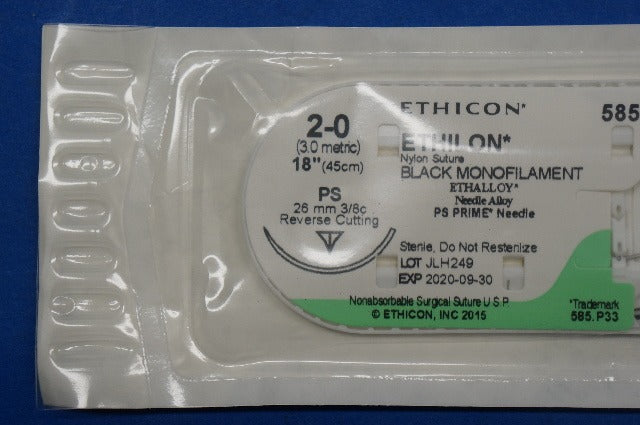 ETHICON*
585
2-0
(3.0 metric)
18" (45cm)
PS
26 mm 3/8c
Reverse Cutting
ETHILON*
Nylon Suture
BLACK MONOFILAMENT
ETHALLOY*
Needle Alloy
PS PRIME* Needle
Sterile, Do Not Resterilize
LOT JLH249
EXP 2020-09-30
Nonabsorbable Surgical Suture U S P
© ETHICON, INC 2015
*Trademark
585.P33